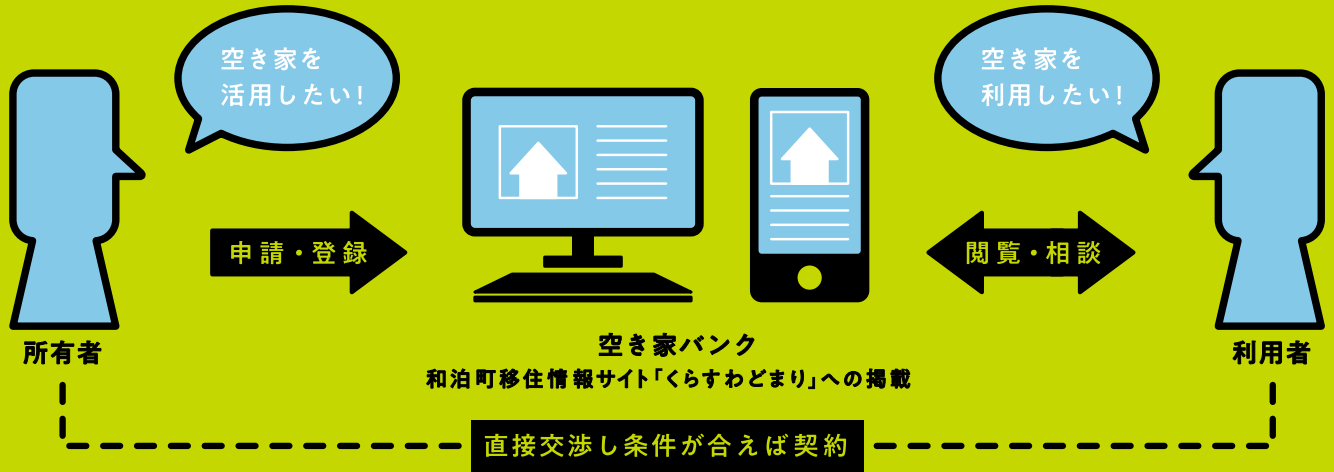 空き家を
活用したい!
空き家を
利用したい!
申請・登録
閲覧・相談
所有者
空き家バンク
和泊町移住情報サイト「くらすわどまり」への掲載
利用者
直接交渉し条件が合えば契約